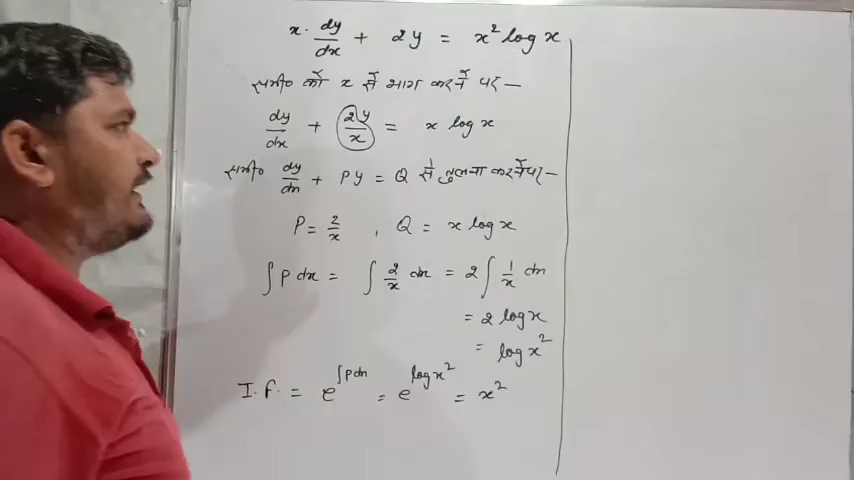 x. dy/dx + 2y = x² log x
समी० को x से भाग करने पर —
dy/dx + 2y/x = x log x
समी० dy/dx + Py = Q से तुलना करने पर —
P = 2/x , Q = x log x
∫ P dx = ∫ 2/x dx = 2 ∫ 1/x dx
= 2 log x
= log x²
I.F. = e^∫Pdx = e^log x² = x²